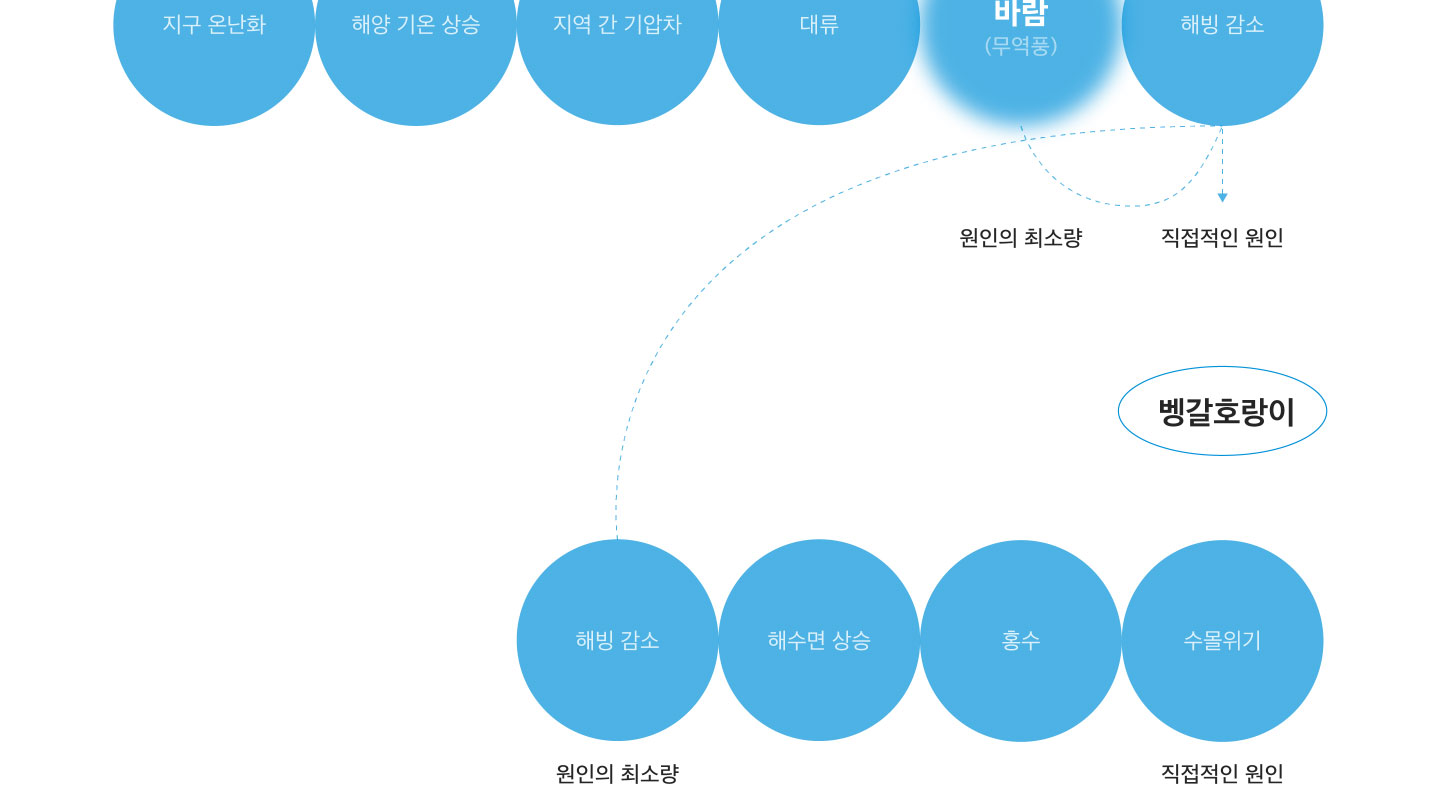 지구 온난화
해양 기온 상승
지역 간 기압차
대류
바람
(무역풍)
해빙 감소
원인의 최소량
직접적인 원인
벵갈호랑이
해빙 감소
해수면 상승
홍수
수몰위기
원인의 최소량
직접적인 원인